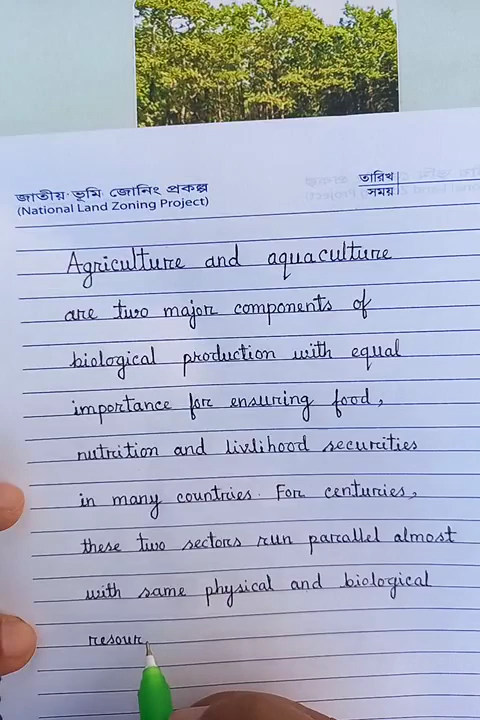 জাতীয় ভূমি জোনিং প্রকল্প
(National Land Zoning Project)
তারিখ
সময়
Agriculture and aquaculture
are two major components of
biological production with equal
importance for ensuring food,
nutrition and livlihood securities
in many countries. For centuries,
these two sectors run parallel almost
with same physical and biological
resour